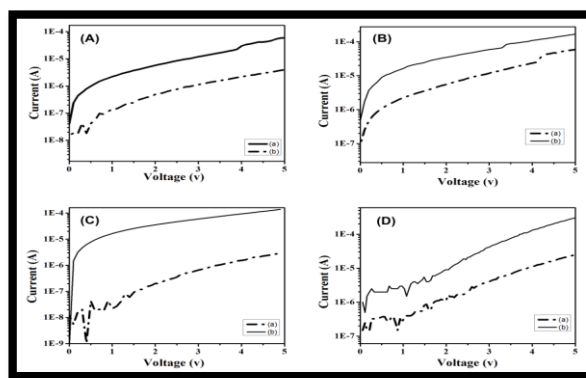 (A)
Current (A)
1E-4
1E-5
1E-6
1E-7
1E-8
0 1 2 3 4 5
Voltage (v)
(a)
(b)
(B)
Current (A)
1E-4
1E-5
1E-6
1E-7
0 1 2 3 4 5
Voltage (v)
(a)
(b)
(C)
Current (A)
1E-4
1E-5
1E-6
1E-7
1E-8
1E-9
0 1 2 3 4 5
Voltage (v)
(a)
(b)
(D)
Current (A)
1E-4
1E-5
1E-6
1E-7
0 1 2 3 4 5
Voltage (v)
(a)
(b)